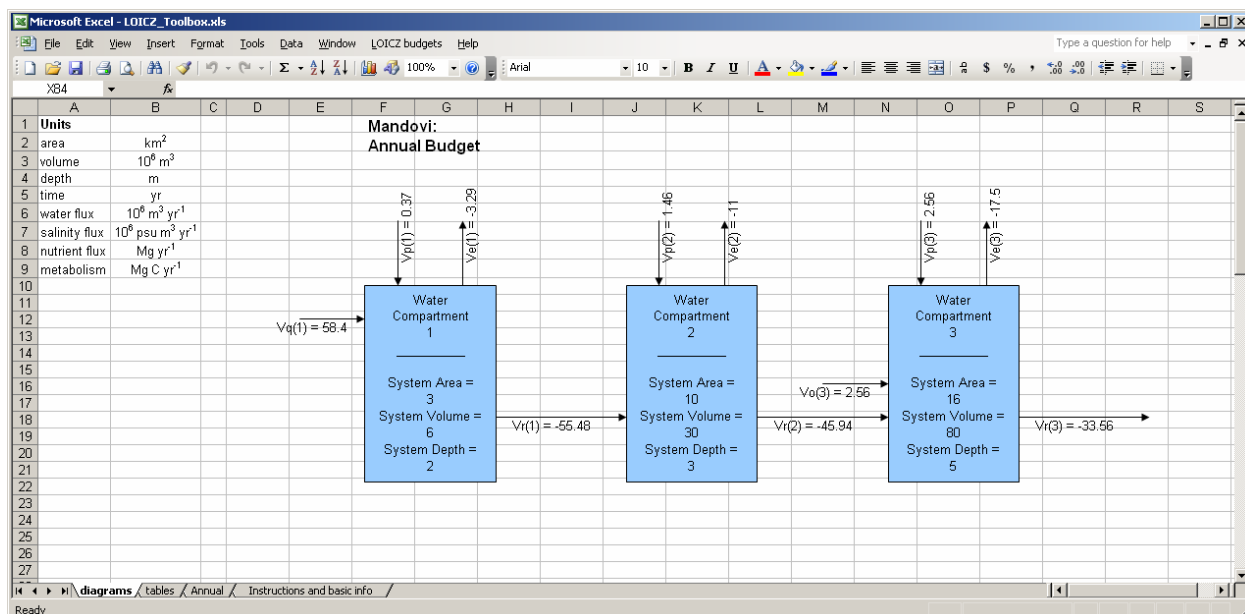 Microsoft Excel - LOICZ_Toolbox.xls
File Edit View Insert Format Tools Data Window LOICZ budgets Help
Type a question for help
100%
Arial
10
B I U
$ % ,
X84
fx
A B C D E F G H I J K L M N O P Q R S
1 Units
Mandovi:
2 area km²
Annual Budget
3 volume 10⁶ m³
4 depth m
5 time yr
6 water flux 10⁶ m³ yr⁻¹
7 salinity flux 10⁶ psu m³ yr⁻¹
8 nutrient flux Mg yr⁻¹
9 metabolism Mg C yr⁻¹
10
11
12
13
14
15
16
17
18
19
20
21
22
23
24
25
26
27
Vp(1) = 0.37
Ve(1) = -3.29
Vq(1) = 58.4
Water
Compartment
1
System Area =
3
System Volume =
6
System Depth =
2
Vr(1) = -55.48
Vp(2) = 1.46
Ve(2) = -11
Water
Compartment
2
System Area =
10
System Volume =
30
System Depth =
3
Vr(2) = -45.94
Vp(3) = 2.56
Ve(3) = -17.5
Vo(3) = 2.56
Water
Compartment
3
System Area =
16
System Volume =
80
System Depth =
5
Vr(3) = -33.56
diagrams / tables / Annual / Instructions and basic info /
Ready